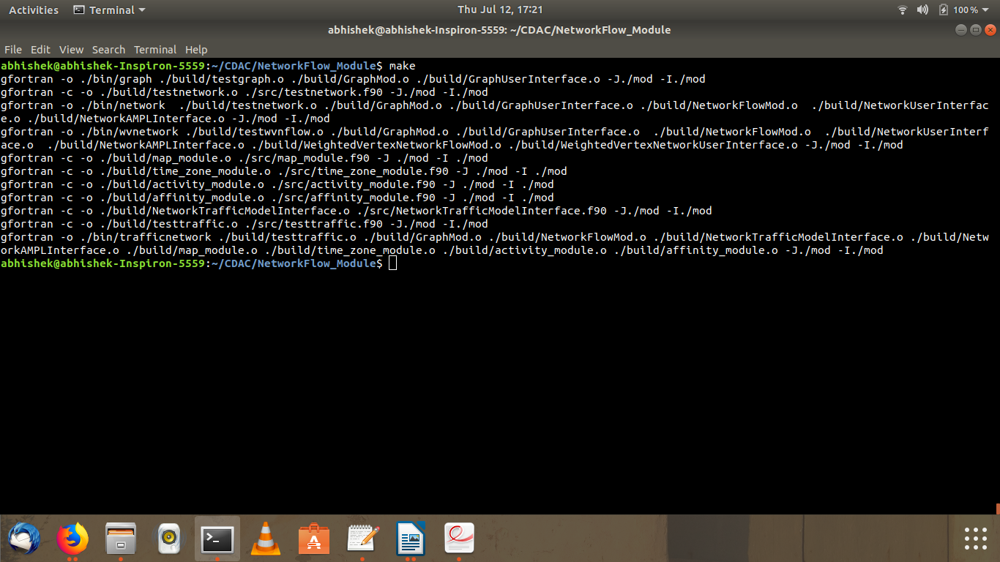 Activities Terminal Thu Jul 12, 17:21 100%
abhishek@abhishek-Inspiron-5559: ~/CDAC/NetworkFlow_Module
File Edit View Search Terminal Help
abhishek@abhishek-Inspiron-5559:~/CDAC/NetworkFlow_Module$ make
gfortran -o ./bin/graph ./build/testgraph.o ./build/GraphMod.o ./build/GraphUserInterface.o -J./mod -I./mod
gfortran -c -o ./build/testnetwork.o ./src/testnetwork.f90 -J./mod -I./mod
gfortran -o ./bin/network  ./build/testnetwork.o ./build/GraphMod.o ./build/GraphUserInterface.o ./build/NetworkFlowMod.o  ./build/NetworkUserInterfac
e.o ./build/NetworkAMPLInterface.o -J./mod -I./mod
gfortran -o ./bin/wvnetwork ./build/testwvnflow.o ./build/GraphMod.o ./build/GraphUserInterface.o  ./build/NetworkFlowMod.o  ./build/NetworkUserInterf
ace.o  ./build/NetworkAMPLInterface.o ./build/WeightedVertexNetworkFlowMod.o ./build/WeightedVertexNetworkUserInterface.o -J./mod -I./mod
gfortran -c -o ./build/map_module.o ./src/map_module.f90 -J ./mod -I ./mod
gfortran -c -o ./build/time_zone_module.o ./src/time_zone_module.f90 -J ./mod -I ./mod
gfortran -c -o ./build/activity_module.o ./src/activity_module.f90 -J ./mod -I ./mod
gfortran -c -o ./build/affinity_module.o ./src/affinity_module.f90 -J ./mod -I ./mod
gfortran -c -o ./build/NetworkTrafficModelInterface.o ./src/NetworkTrafficModelInterface.f90 -J./mod -I./mod
gfortran -c -o ./build/testtraffic.o ./src/testtraffic.f90 -J./mod -I./mod
gfortran -o ./bin/trafficnetwork ./build/testtraffic.o ./build/GraphMod.o ./build/NetworkFlowMod.o ./build/NetworkTrafficModelInterface.o ./build/Netw
orkAMPLInterface.o ./build/map_module.o ./build/time_zone_module.o ./build/activity_module.o ./build/affinity_module.o -J./mod -I./mod
abhishek@abhishek-Inspiron-5559:~/CDAC/NetworkFlow_Module$